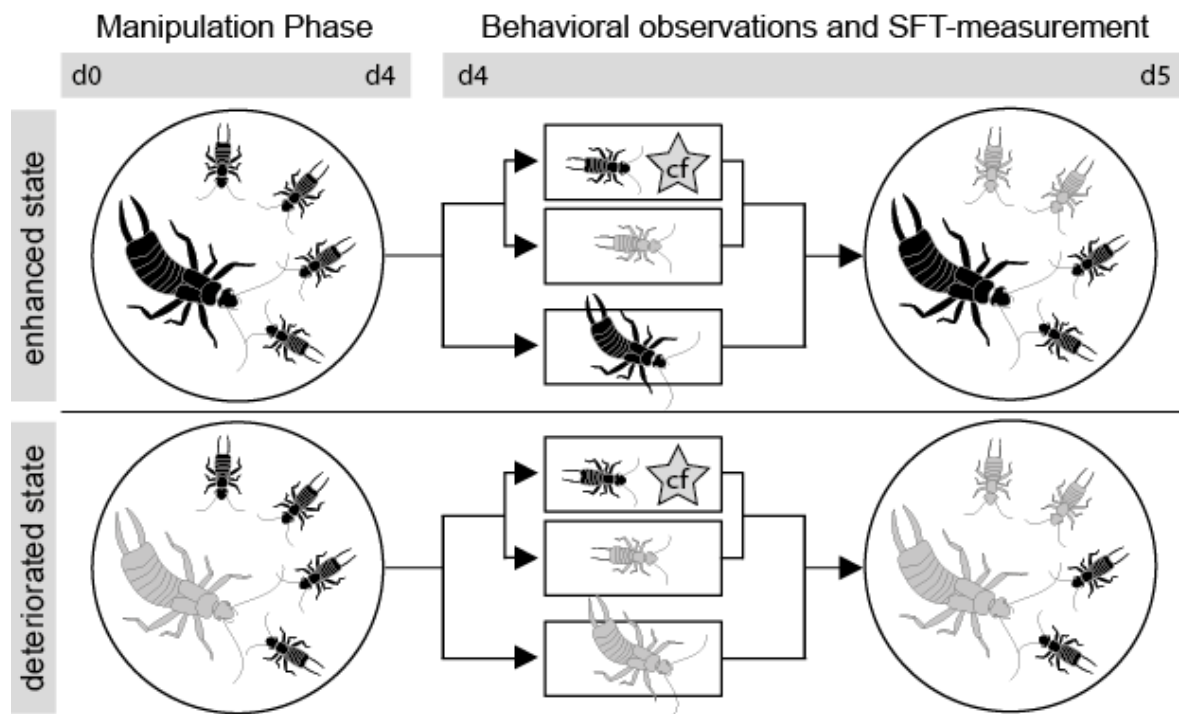 Manipulation Phase
Behavioral observations and SFT-measurement
d0
d4
d4
d5
enhanced state
cf
deteriorated state
cf